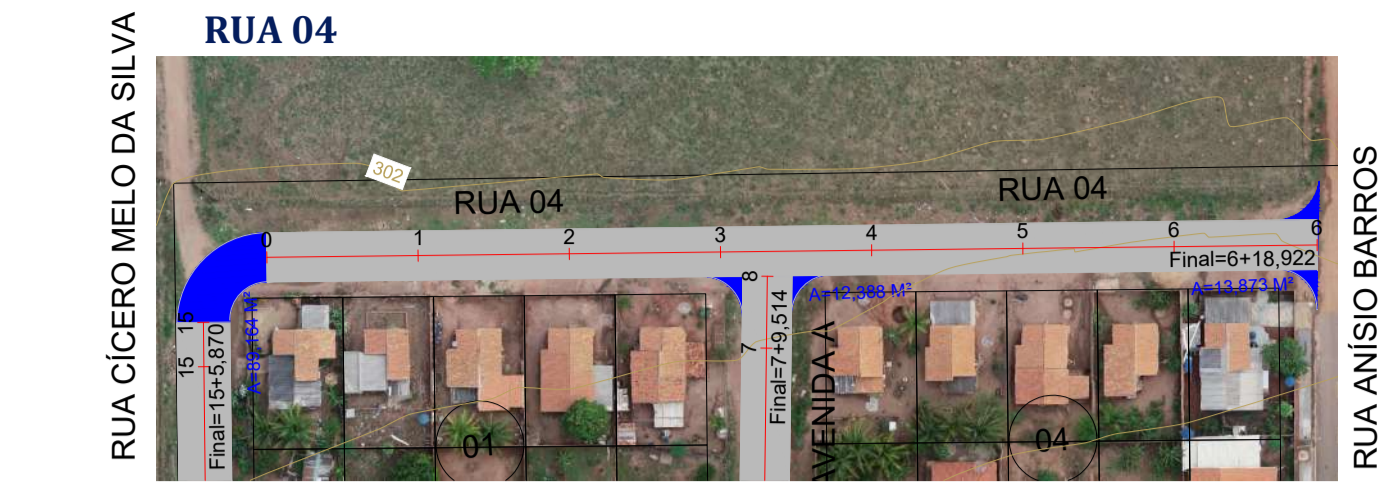 RUA 04
RUA CÍCERO MELO DA SILVA
302
RUA 04
RUA 04
0
1
2
3
4
5
6
6
Final=6+18,922
RUA ANÍSIO BARROS
15
15
Final=15+5,870
A=89,164 M²
8
7
Final=7+9,514
A=12,388 M²
A=13,873 M²
AVENIDA A
01
04